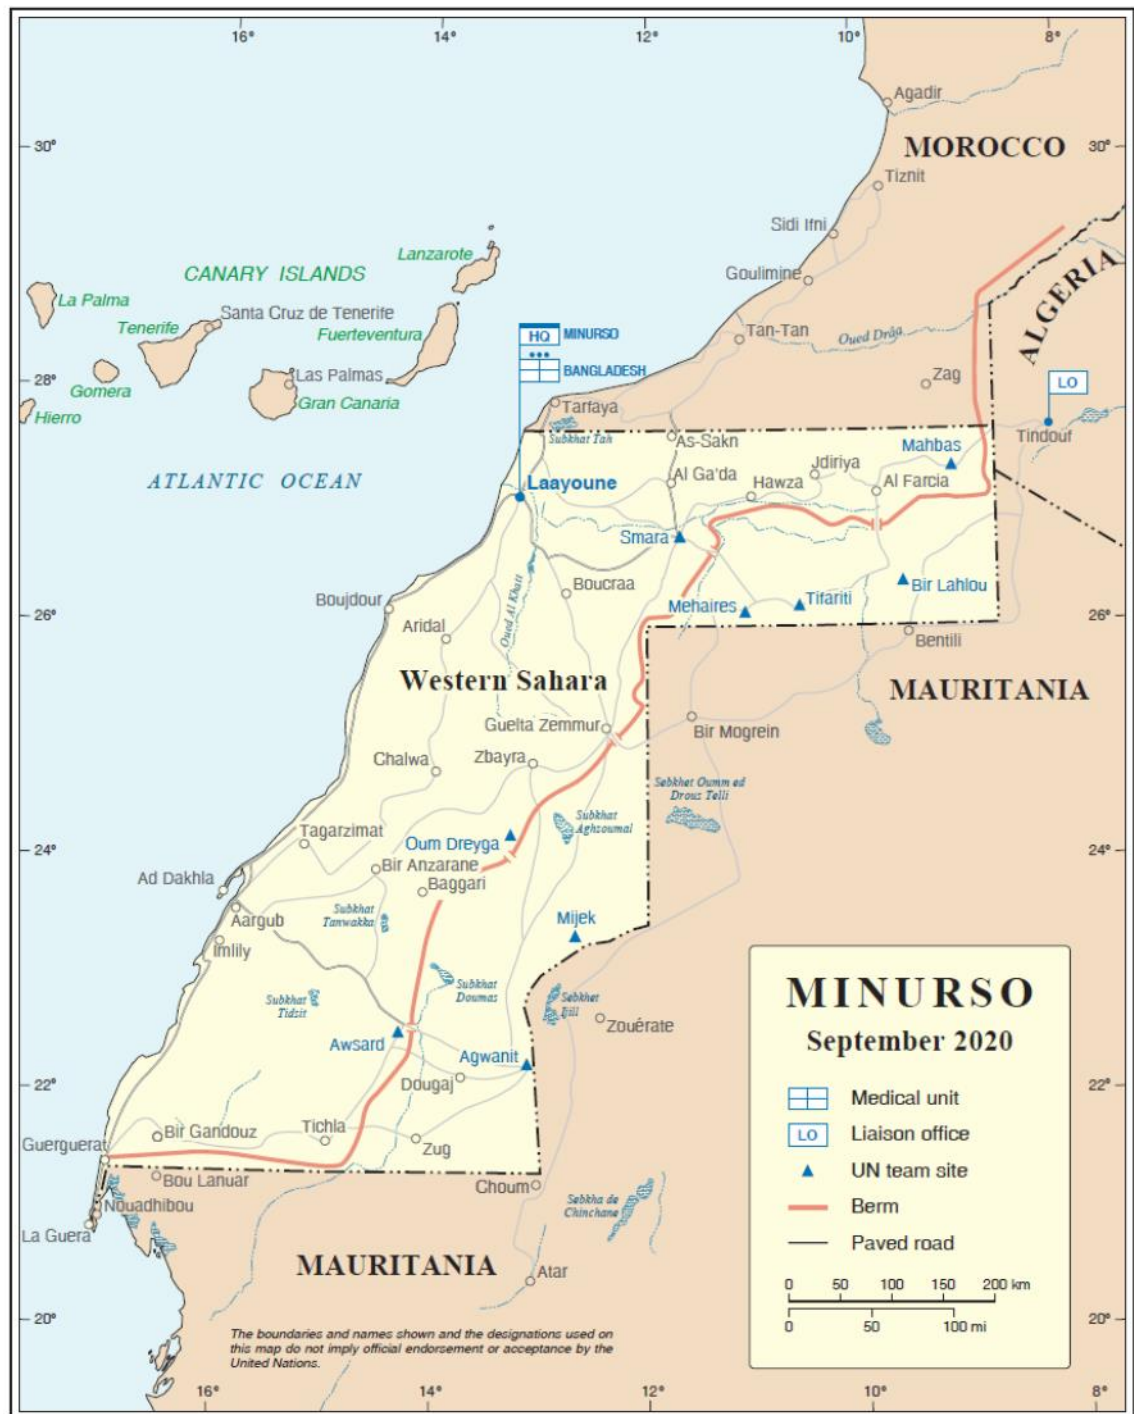 16° 14° 12° 10° 8°
Agadir
30° MOROCCO 30°
Tiznit
Sidi Ifni
Lanzarote
Goulimine
CANARY ISLANDS
La Palma
Santa Cruz de Tenerife
Tenerife
Fuerteventura
HQ MINURSO
BANGLADESH
Tan-Tan
Oued Drâa
ALGERIA
28°
Las Palmas
Zag
LO
Gomera
Gran Canaria
Hierro
Tarfaya
Subkhat Tah
As-Sakn
Mahbas
Tindouf
ATLANTIC OCEAN
Laayoune
Al Ga'da
Hawza
Jdiriya
Al Farcia
Smara
Boucraa
Oued Al Khatt
Mehaires
Tifariti
Bir Lahlou
Boujdour
26° 26°
Aridal
Bentili
Western Sahara
MAURITANIA
Guelta Zemmur
Bir Mogrein
Chalwa
Zbayra
Sebkhet Oumm ed
Drous Telli
Subkhat
Aghzoumal
Tagarzimat
Oum Dreyga
24° 24°
Bir Anzarane
Ad Dakhla
Baggari
Aargub
Subkhat
Tanwakka
Mijek
Imlily
Subkhat
Doumas
Subkhat
Tidsit
Sebkhet
Ijill
Zouérate
Awsard
Agwanit
Dougaj
22° 22°
Tichla
Bir Gandouz
Zug
Guerguerat
Bou Lanuar
Choum
Nouadhibou
Sebkha de
Chinchane
La Guera
MAURITANIA
Atar
20° 20°
MINURSO
September 2020
Medical unit
LO Liaison office
UN team site
Berm
Paved road
0 50 100 150 200 km
0 50 100 mi
The boundaries and names shown and the designations used on
this map do not imply official endorsement or acceptance by the
United Nations.
16° 14° 12° 10° 8°